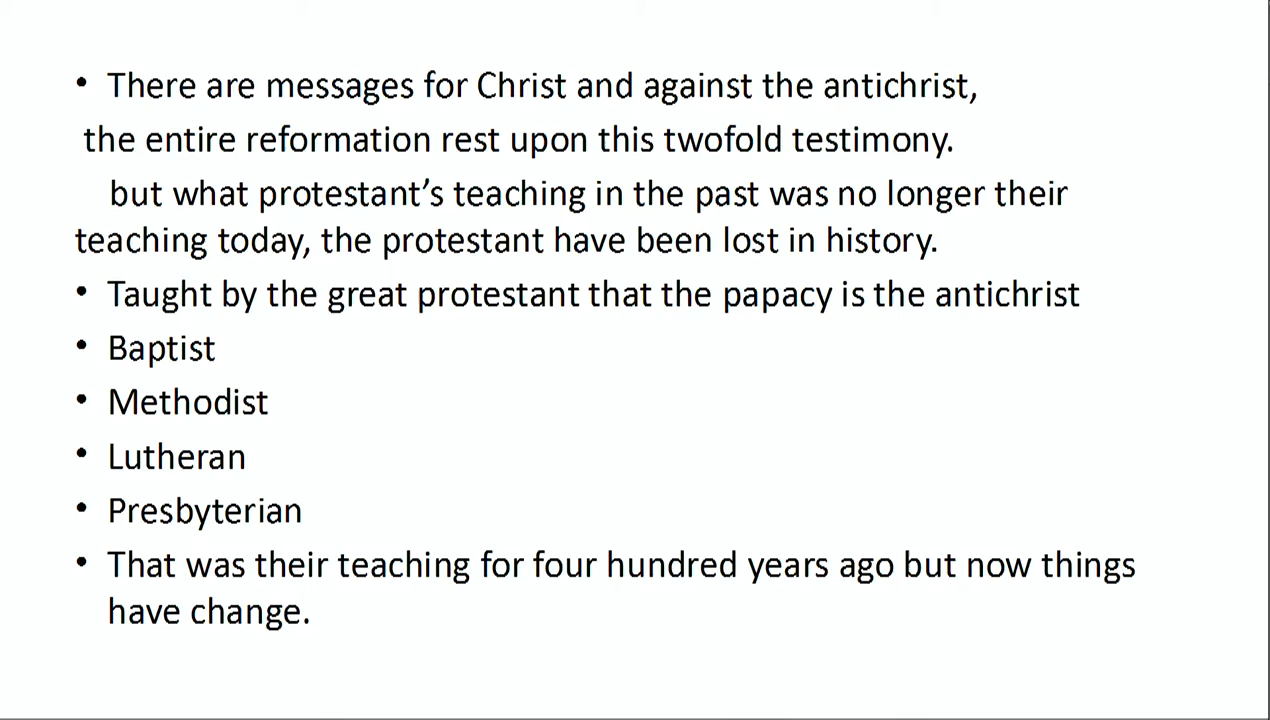 • There are messages for Christ and against the antichrist,
the entire reformation rest upon this twofold testimony.
but what protestant’s teaching in the past was no longer their
teaching today, the protestant have been lost in history.
• Taught by the great protestant that the papacy is the antichrist
• Baptist
• Methodist
• Lutheran
• Presbyterian
• That was their teaching for four hundred years ago but now things
have change.